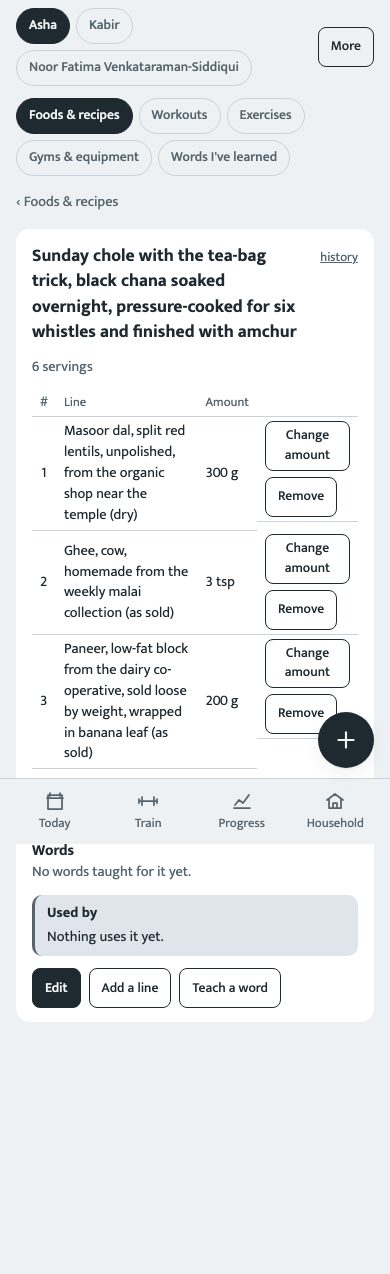 Asha
Kabir
Noor Fatima Venkataraman-Siddiqui
More
Foods & recipes
Workouts
Exercises
Gyms & equipment
Words I've learned
‹ Foods & recipes
Sunday chole with the tea-bag
trick, black chana soaked
overnight, pressure-cooked for six
whistles and finished with amchur
history
6 servings
# Line Amount
1
Masoor dal, split red
lentils, unpolished,
from the organic
shop near the
temple (dry)
300 g
Change
amount
Remove
2
Ghee, cow,
homemade from the
weekly malai
collection (as sold)
3 tsp
Change
amount
Remove
3
Paneer, low-fat block
from the dairy co-
operative, sold loose
by weight, wrapped
in banana leaf (as
sold)
200 g
Change
amount
Remove
Today
Train
Progress
Household
Words
No words taught for it yet.
Used by
Nothing uses it yet.
Edit
Add a line
Teach a word